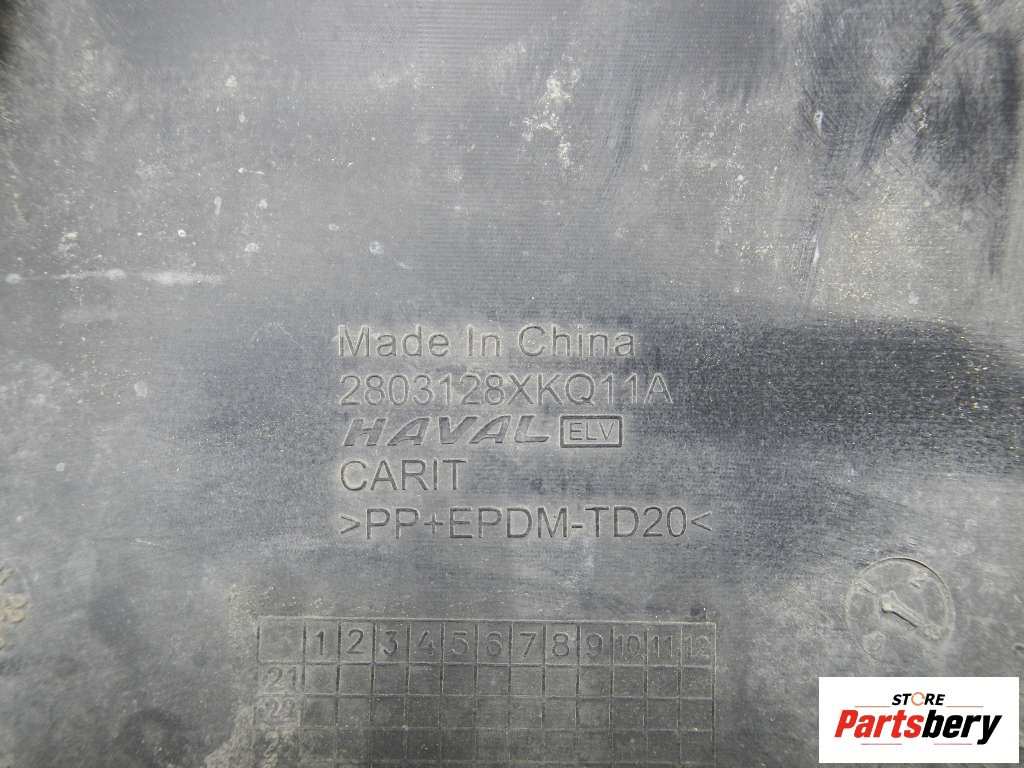 Made In China
2803128XKQ11A
HAVAL ELV
CARIT
>PP+EPDM-TD20<
1 2 3 4 5 6 7 8 9 10 11 12
21
22
STORE
Partsbery